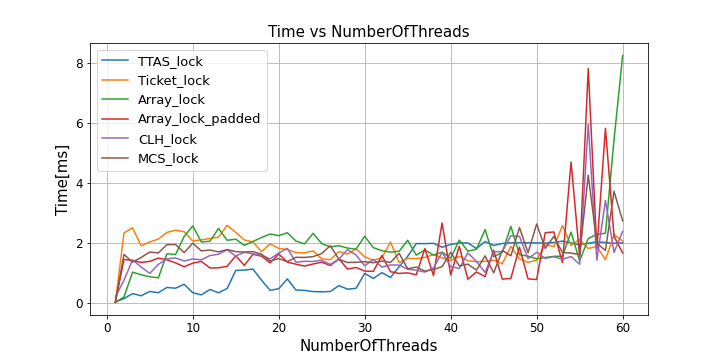 Time vs NumberOfThreads
TTAS_lock
Ticket_lock
Array_lock
Array_lock_padded
CLH_lock
MCS_lock
8
6
4
2
0
Time[ms]
0 10 20 30 40 50 60
NumberOfThreads